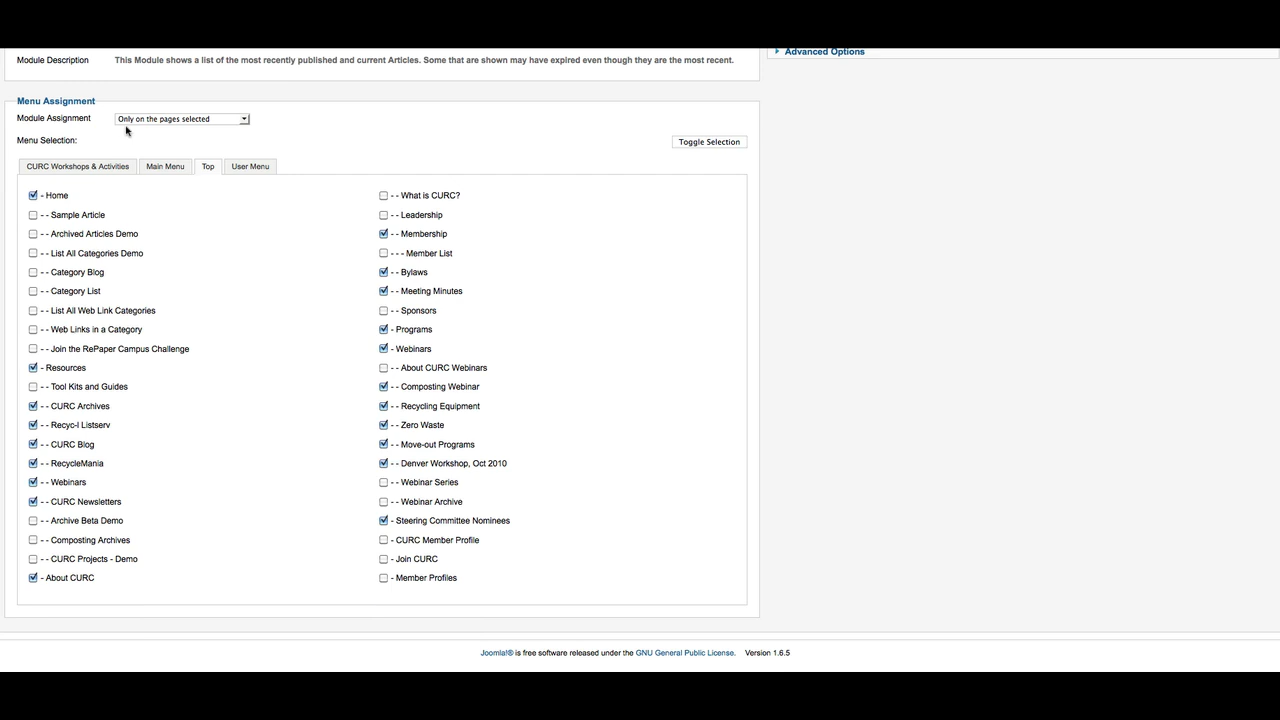 Advanced Options
Module Description This Module shows a list of the most recently published and current Articles. Some that are shown may have expired even though they are the most recent.
Menu Assignment
Module Assignment Only on the pages selected
Menu Selection: Toggle Selection
CURC Workshops & Activities Main Menu Top User Menu
- Home
- - Sample Article
- - Archived Articles Demo
- - List All Categories Demo
- - Category Blog
- - Category List
- - List All Web Link Categories
- - Web Links in a Category
- - Join the RePaper Campus Challenge
- Resources
- - Tool Kits and Guides
- - CURC Archives
- - Recyc-l Listserv
- - CURC Blog
- - RecycleMania
- - Webinars
- - CURC Newsletters
- - Archive Beta Demo
- - Composting Archives
- - CURC Projects - Demo
- About CURC
- - What is CURC?
- - Leadership
- - Membership
- - - Member List
- - Bylaws
- - Meeting Minutes
- - Sponsors
- Programs
- Webinars
- - About CURC Webinars
- - Composting Webinar
- - Recycling Equipment
- - Zero Waste
- - Move-out Programs
- - Denver Workshop, Oct 2010
- - Webinar Series
- - Webinar Archive
- Steering Committee Nominees
- CURC Member Profile
- Join CURC
- Member Profiles
Joomla!® is free software released under the GNU General Public License. Version 1.6.5